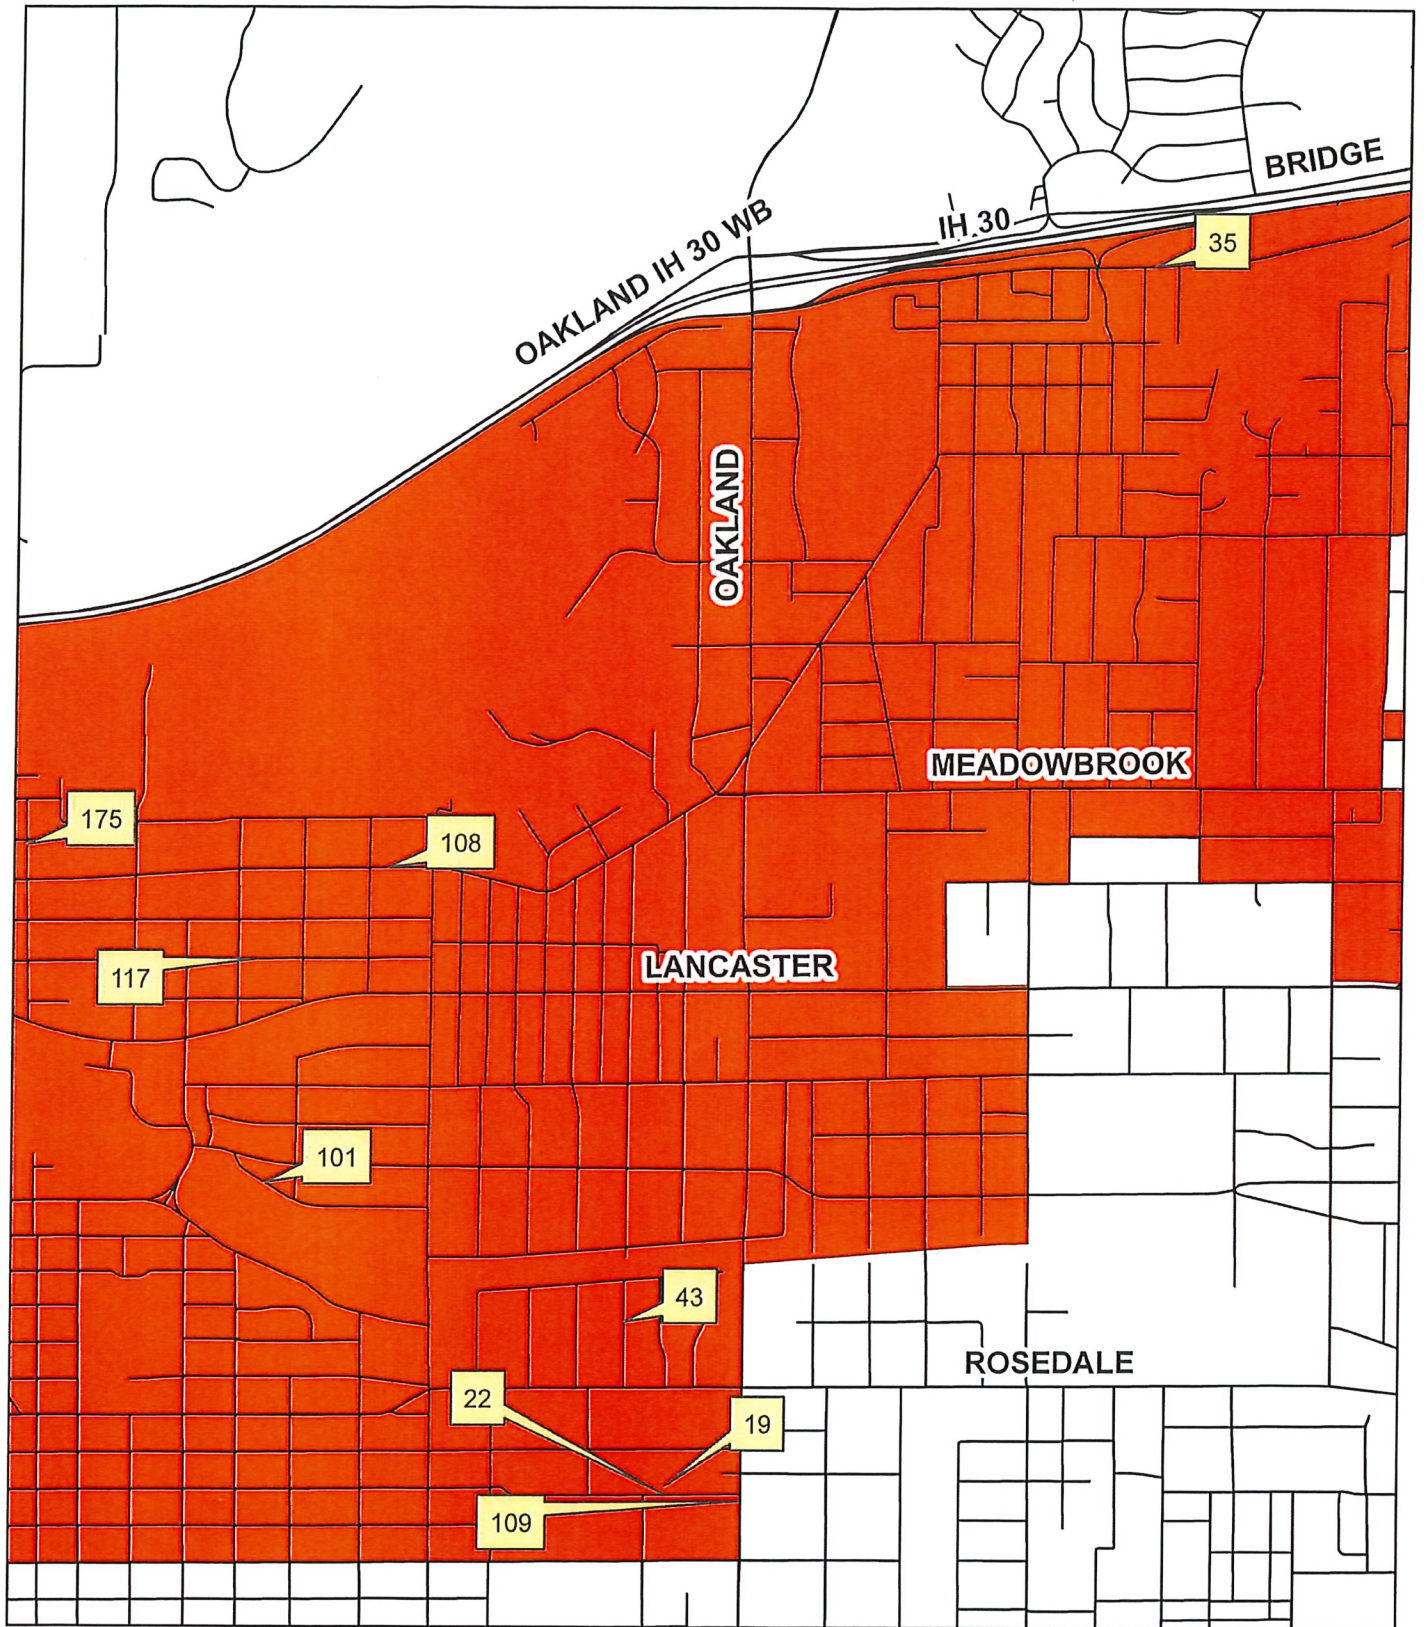 BRIDGE
IH 30
OAKLAND IH 30 WB
35
OAKLAND
MEADOWBROOK
175
108
LANCASTER
117
101
43
ROSEDALE
22
19
109